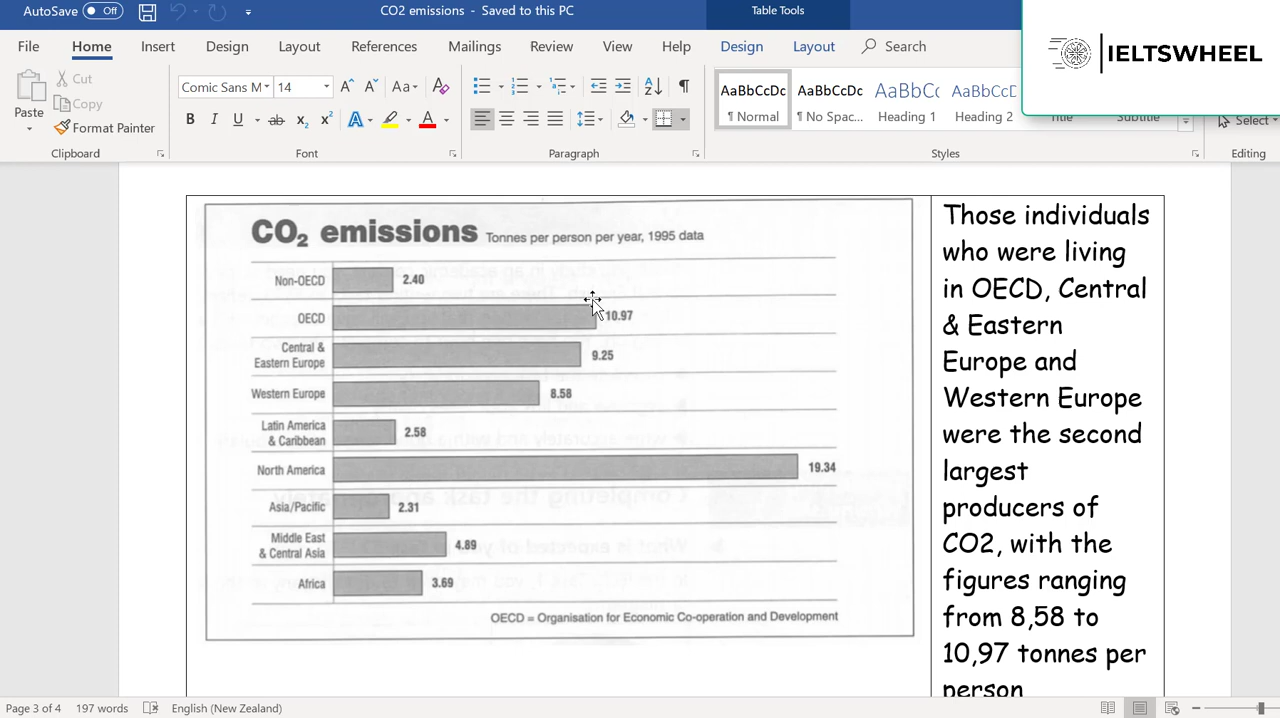 AutoSave Off
CO2 emissions - Saved to this PC
Table Tools
File Home Insert Design Layout References Mailings Review View Help Design Layout Search
IELTSWHEEL
Paste
Cut
Copy
Format Painter
Clipboard
Comic Sans M 14
Font
Paragraph
AaBbCcDc AaBbCcDc AaBbCc AaBbCcD
¶ Normal ¶ No Spac... Heading 1 Heading 2 Title Subtitle
Styles
Select
Editing
CO₂ emissions Tonnes per person per year, 1995 data
Non-OECD 2.40
OECD 10.97
Central &
Eastern Europe 9.25
Western Europe 8.58
Latin America
& Caribbean 2.58
North America 19.34
Asia/Pacific 2.31
Middle East
& Central Asia 4.89
Africa 3.69
OECD = Organisation for Economic Co-operation and Development
Those individuals
who were living
in OECD, Central
& Eastern
Europe and
Western Europe
were the second
largest
producers of
CO2, with the
figures ranging
from 8,58 to
10,97 tonnes per
person
Page 3 of 4 197 words English (New Zealand)